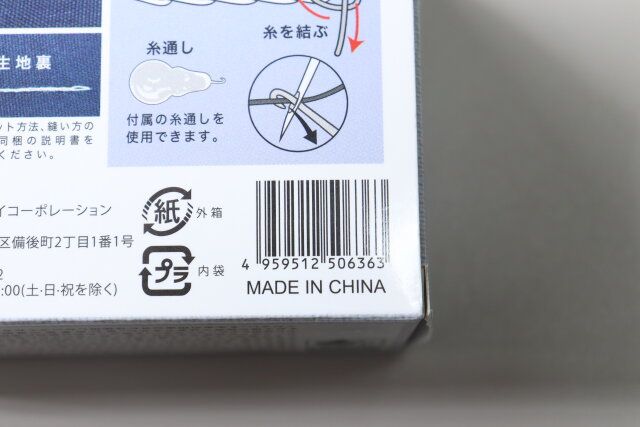 糸を結ぶ
糸通し
生地裏
付属の糸通しを
使用できます。
ット方法、縫い方の
同梱の説明書を
ください。
イコーポレーション
区備後町2丁目1番1号
2
:00(土・日・祝を除く)
紙 外箱
プラ 内袋
4 959512 506363
MADE IN CHINA